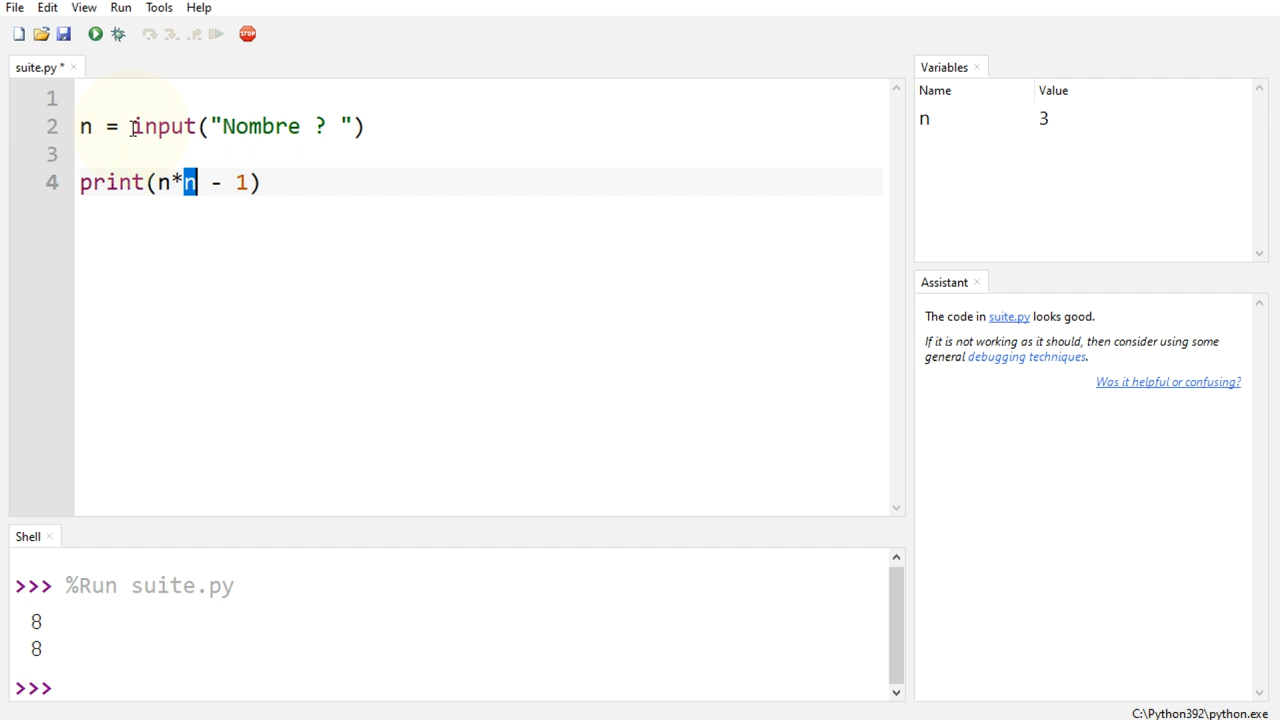 File Edit View Run Tools Help
STOP
suite.py * ×
1
2 n = input("Nombre ? ")
3
4 print(n*n - 1)
Variables ×
Name Value
n 3
Assistant ×
The code in suite.py looks good.
If it is not working as it should, then consider using some
general debugging techniques.
Was it helpful or confusing?
Shell ×
>>> %Run suite.py
8
8
>>>
C:\Python392\python.exe